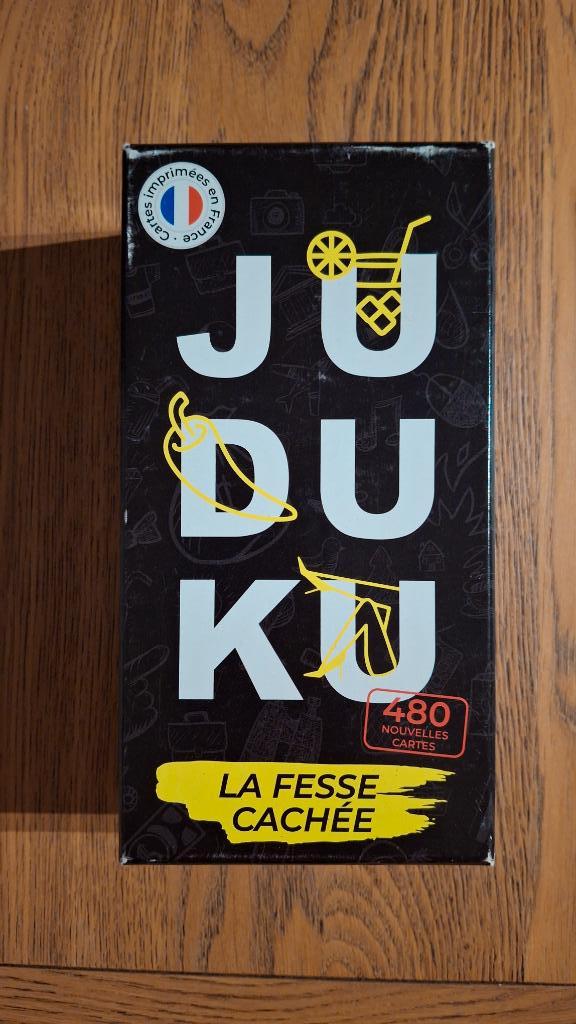 Cartes imprimées en France •
JU
DU
KU
480
NOUVELLES
CARTES
LA FESSE
CACHÉE